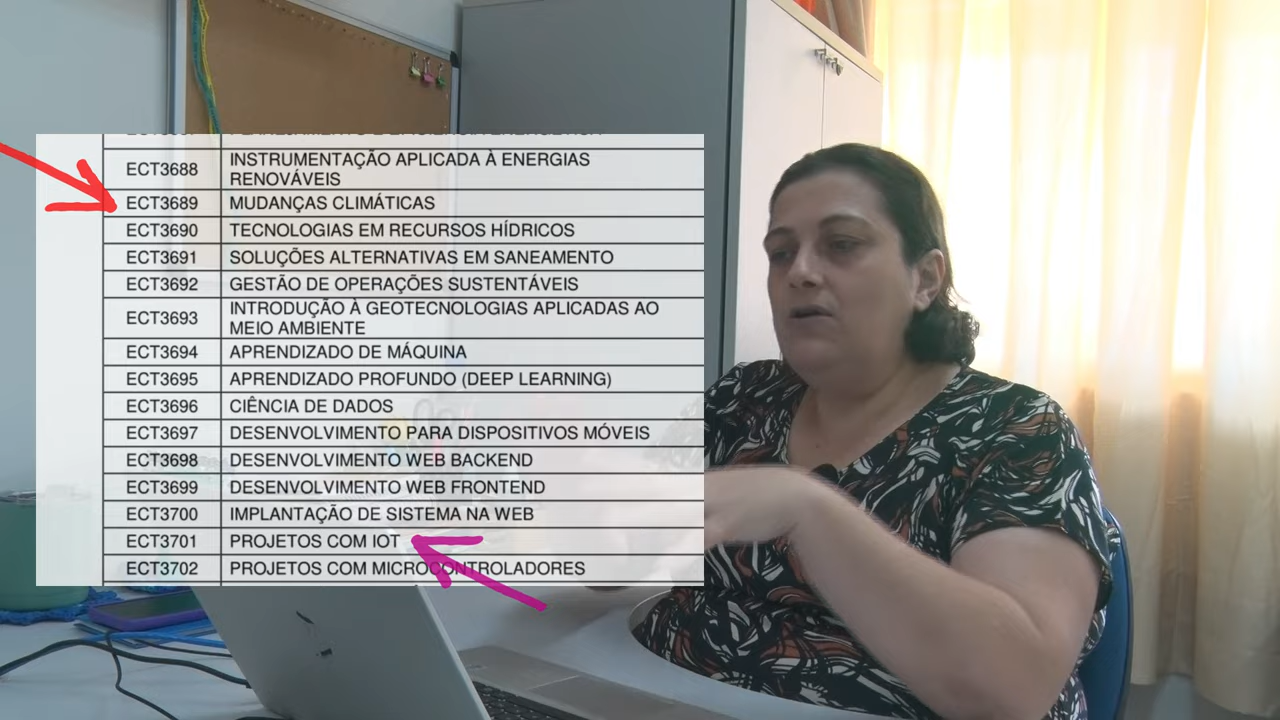 ECT3688 INSTRUMENTAÇÃO APLICADA À ENERGIAS
RENOVÁVEIS
ECT3689 MUDANÇAS CLIMÁTICAS
ECT3690 TECNOLOGIAS EM RECURSOS HÍDRICOS
ECT3691 SOLUÇÕES ALTERNATIVAS EM SANEAMENTO
ECT3692 GESTÃO DE OPERAÇÕES SUSTENTÁVEIS
ECT3693 INTRODUÇÃO À GEOTECNOLOGIAS APLICADAS AO
MEIO AMBIENTE
ECT3694 APRENDIZADO DE MÁQUINA
ECT3695 APRENDIZADO PROFUNDO (DEEP LEARNING)
ECT3696 CIÊNCIA DE DADOS
ECT3697 DESENVOLVIMENTO PARA DISPOSITIVOS MÓVEIS
ECT3698 DESENVOLVIMENTO WEB BACKEND
ECT3699 DESENVOLVIMENTO WEB FRONTEND
ECT3700 IMPLANTAÇÃO DE SISTEMA NA WEB
ECT3701 PROJETOS COM IOT
ECT3702 PROJETOS COM MICROCONTROLADORES